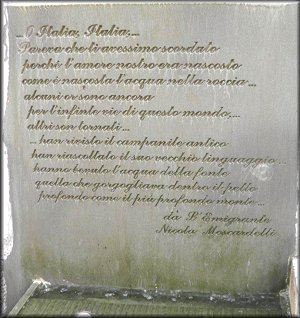 ... O Italia, Italia,...
Pareva che ti avessimo scordato
perché l'amore nostro era nascosto
come è nascosta l'acqua nella roccia...
alcuni or sono ancora
per l'infinte vie di questo mondo,...
altri son tornati...
... han rivisto il campanile antico
han riascoltato il suo vecchio linguaggio ...
hanno bevuto l'acqua della fonte
quella che gorgogliava dentro il petto
profondo come il più profondo monte...
da L'Emigrante
Nicola Moscardelli